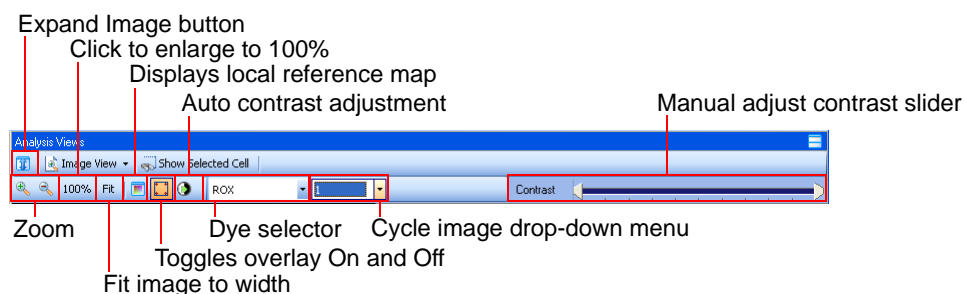 Expand Image button
Click to enlarge to 100%
Displays local reference map
Auto contrast adjustment
Manual adjust contrast slider
Analysis Views
Image View
Show Selected Cell
100%
Fit
ROX
1
Contrast
Zoom
Dye selector
Cycle image drop-down menu
Toggles overlay On and Off
Fit image to width